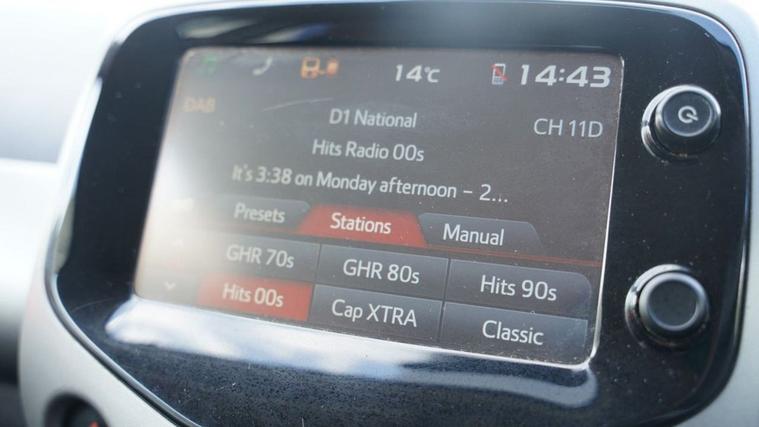 14°C
14:43
DAB
D1 National
CH 11D
Hits Radio 00s
It's 3:38 on Monday afternoon – 2...
Presets
Stations
Manual
GHR 70s
GHR 80s
Hits 90s
Hits 00s
Cap XTRA
Classic